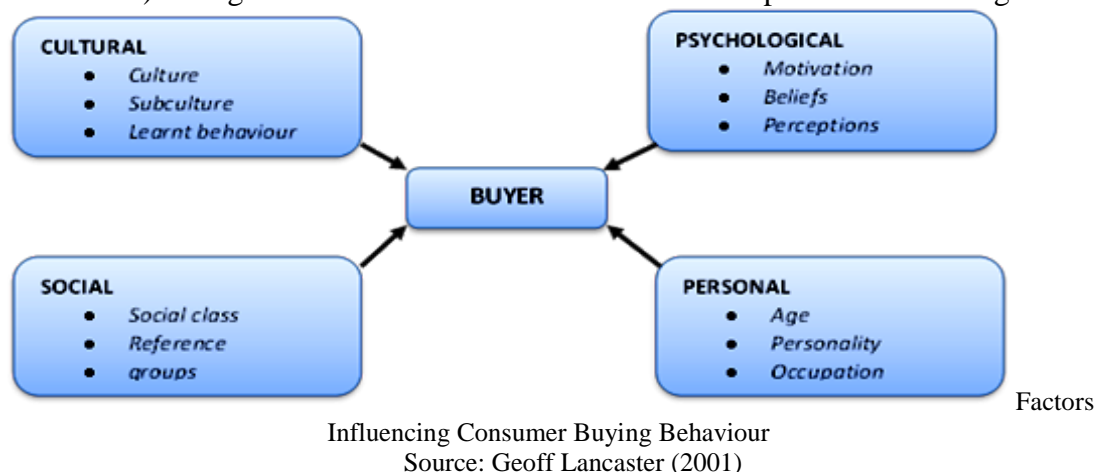 CULTURAL
● Culture
● Subculture
● Learnt behaviour
PSYCHOLOGICAL
● Motivation
● Beliefs
● Perceptions
BUYER
SOCIAL
● Social class
● Reference
● groups
PERSONAL
● Age
● Personality
● Occupation
Factors
Influencing Consumer Buying Behaviour
Source: Geoff Lancaster (2001)